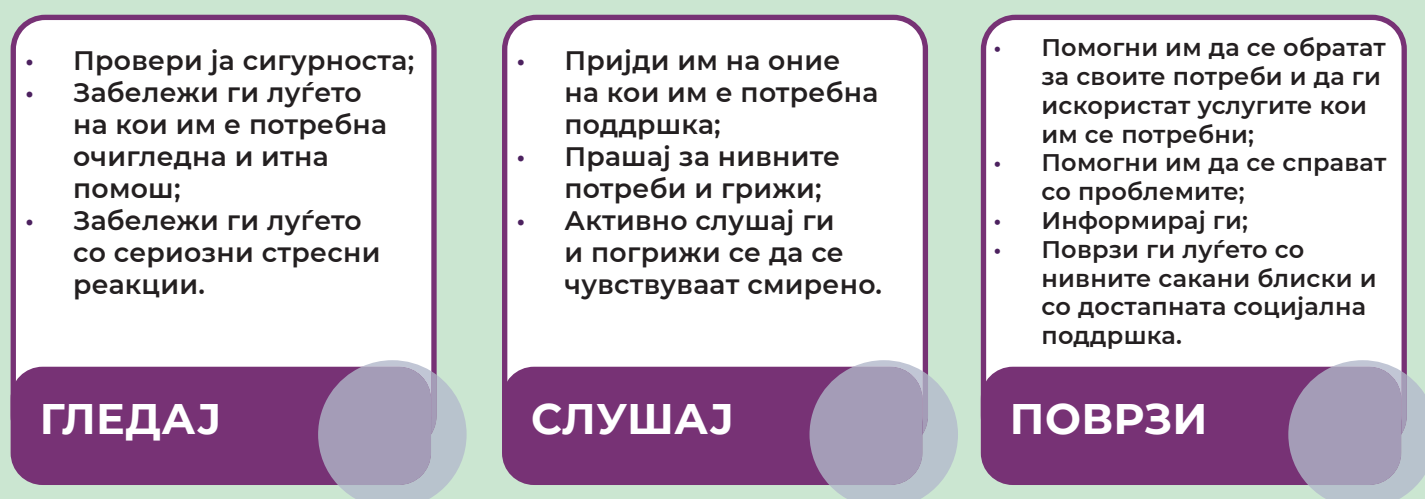 • Провери ја сигурноста;
• Забележи ги луѓето
на кои им е потребна
очигледна и итна
помош;
• Забележи ги луѓето
со сериозни стресни
реакции.
ГЛЕДАЈ
• Пријди им на оние
на кои им е потребна
поддршка;
• Прашај за нивните
потреби и грижи;
• Активно слушај ги
и погрижи се да се
чувствуваат смирено.
СЛУШАЈ
• Помогни им да се обратат
за своите потреби и да ги
искористат услугите кои
им се потребни;
• Помогни им да се справат
со проблемите;
• Информирај ги;
• Поврзи ги луѓето со
нивните сакани блиски и
со достапната социјална
поддршка.
ПОВРЗИ